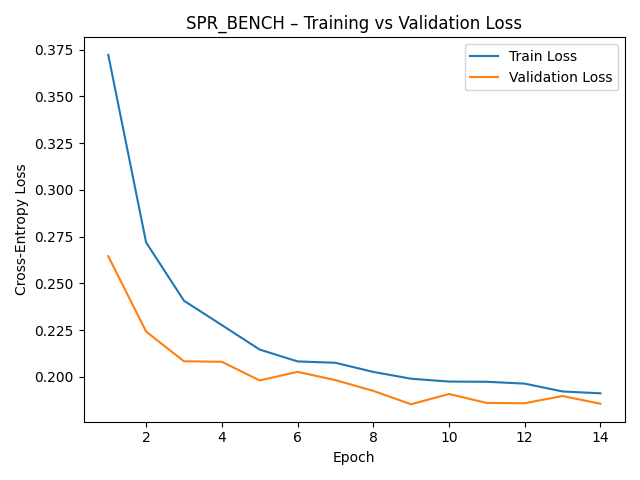 SPR_BENCH – Training vs Validation Loss
Train Loss
Validation Loss
Cross-Entropy Loss
0.375
0.350
0.325
0.300
0.275
0.250
0.225
0.200
2 4 6 8 10 12 14
Epoch